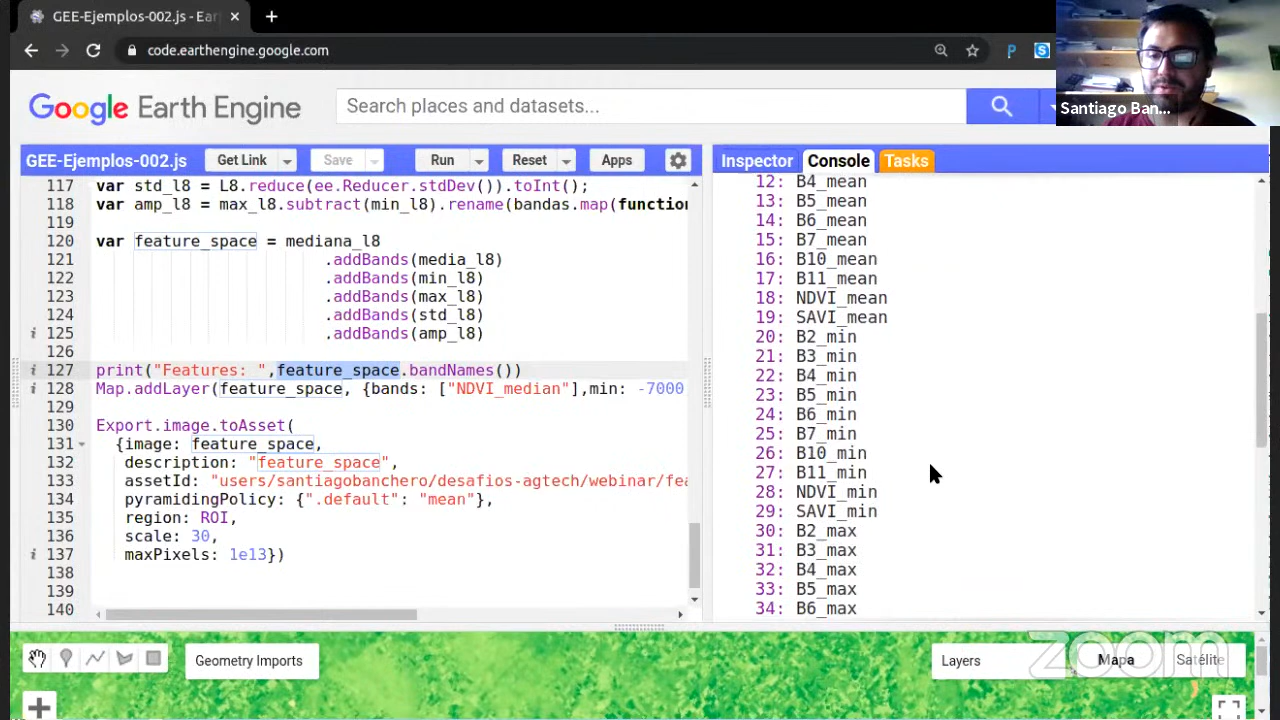 GEE-Ejemplos-002.js - Ear
code.earthengine.google.com
P
S
Santiago Ban...
Google Earth Engine
Search places and datasets...
GEE-Ejemplos-002.js
Get Link
Save
Run
Reset
Apps
Inspector
Console
Tasks
117 var std_l8 = L8.reduce(ee.Reducer.stdDev()).toInt();
118 var amp_l8 = max_l8.subtract(min_l8).rename(bandas.map(function
119
120 var feature_space = mediana_l8
121 .addBands(media_l8)
122 .addBands(min_l8)
123 .addBands(max_l8)
124 .addBands(std_l8)
i 125 .addBands(amp_l8)
126
i 127 print("Features: ",feature_space.bandNames())
i 128 Map.addLayer(feature_space, {bands: ["NDVI_median"],min: -7000
129
130 Export.image.toAsset(
131 {image: feature_space,
132 description: "feature_space",
133 assetId: "users/santiagobanchero/desafios-agtech/webinar/fea
134 pyramidingPolicy: {".default": "mean"},
135 region: ROI,
136 scale: 30,
i 137 maxPixels: 1e13})
138
139
140
12: B4_mean
13: B5_mean
14: B6_mean
15: B7_mean
16: B10_mean
17: B11_mean
18: NDVI_mean
19: SAVI_mean
20: B2_min
21: B3_min
22: B4_min
23: B5_min
24: B6_min
25: B7_min
26: B10_min
27: B11_min
28: NDVI_min
29: SAVI_min
30: B2_max
31: B3_max
32: B4_max
33: B5_max
34: B6_max
Geometry Imports
Layers
Mapa
Satélite
zoom